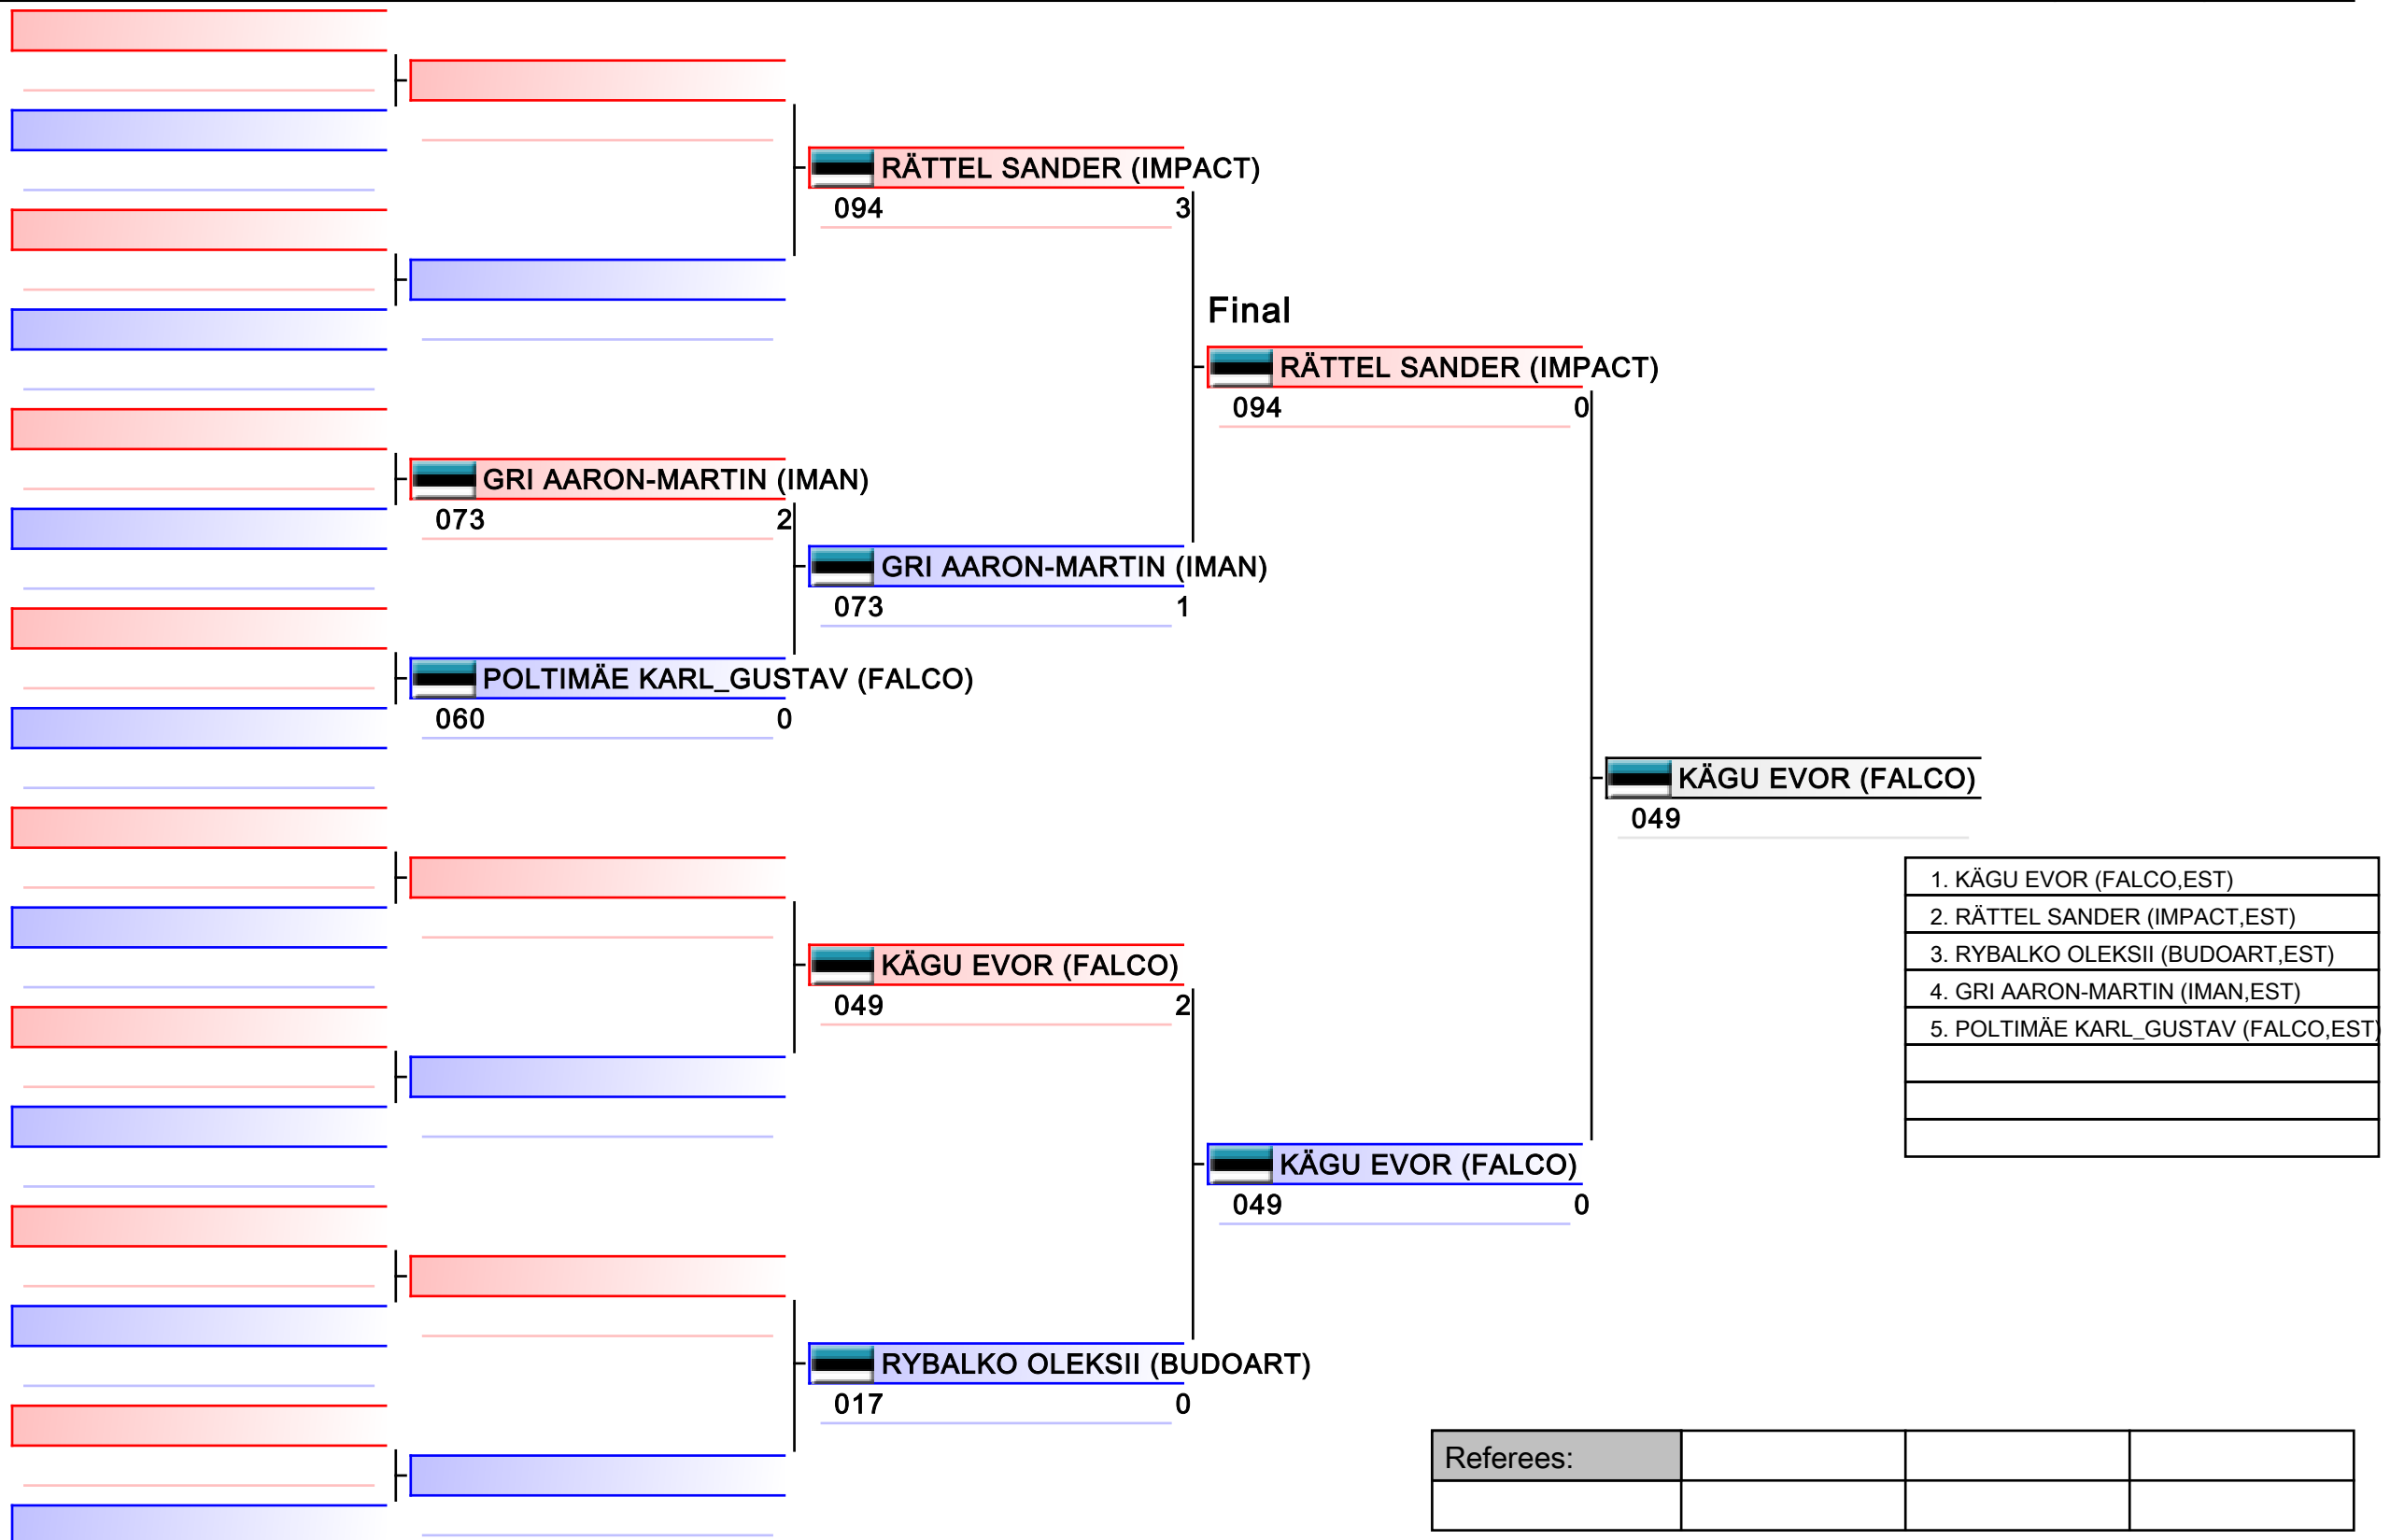 RÄTTEL SANDER (IMPACT)
094 3
Final
RÄTTEL SANDER (IMPACT)
094 0
GRI AARON-MARTIN (IMAN)
073 2
GRI AARON-MARTIN (IMAN)
073 1
POLTIMÄE KARL_GUSTAV (FALCO)
060 0
KÄGU EVOR (FALCO)
049
1. KÄGU EVOR (FALCO,EST)
2. RÄTTEL SANDER (IMPACT,EST)
3. RYBALKO OLEKSII (BUDOART,EST)
4. GRI AARON-MARTIN (IMAN,EST)
5. POLTIMÄE KARL_GUSTAV (FALCO,EST)
KÄGU EVOR (FALCO)
049 2
KÄGU EVOR (FALCO)
049 0
RYBALKO OLEKSII (BUDOART)
017 0
Referees: